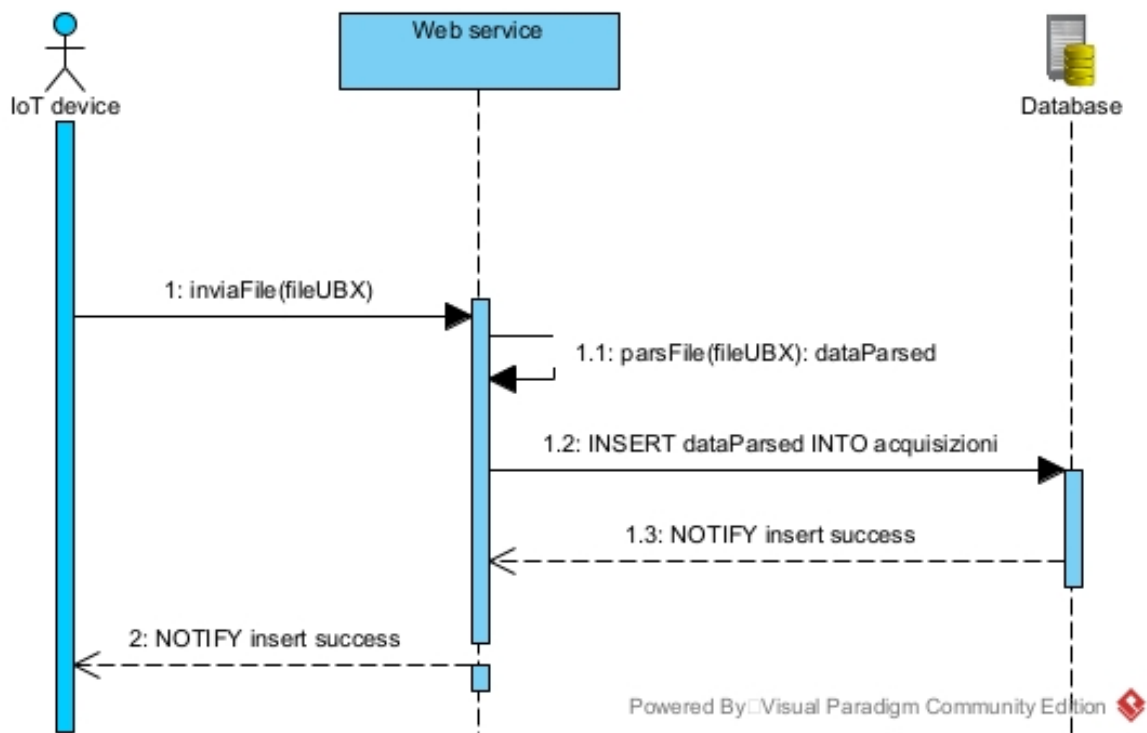 Web service
IoT device
Database
1: inviaFile(fileUBX)
1.1: parsFile(fileUBX): dataParsed
1.2: INSERT dataParsed INTO acquisizioni
1.3: NOTIFY insert success
2: NOTIFY insert success
Powered By□Visual Paradigm Community Edition